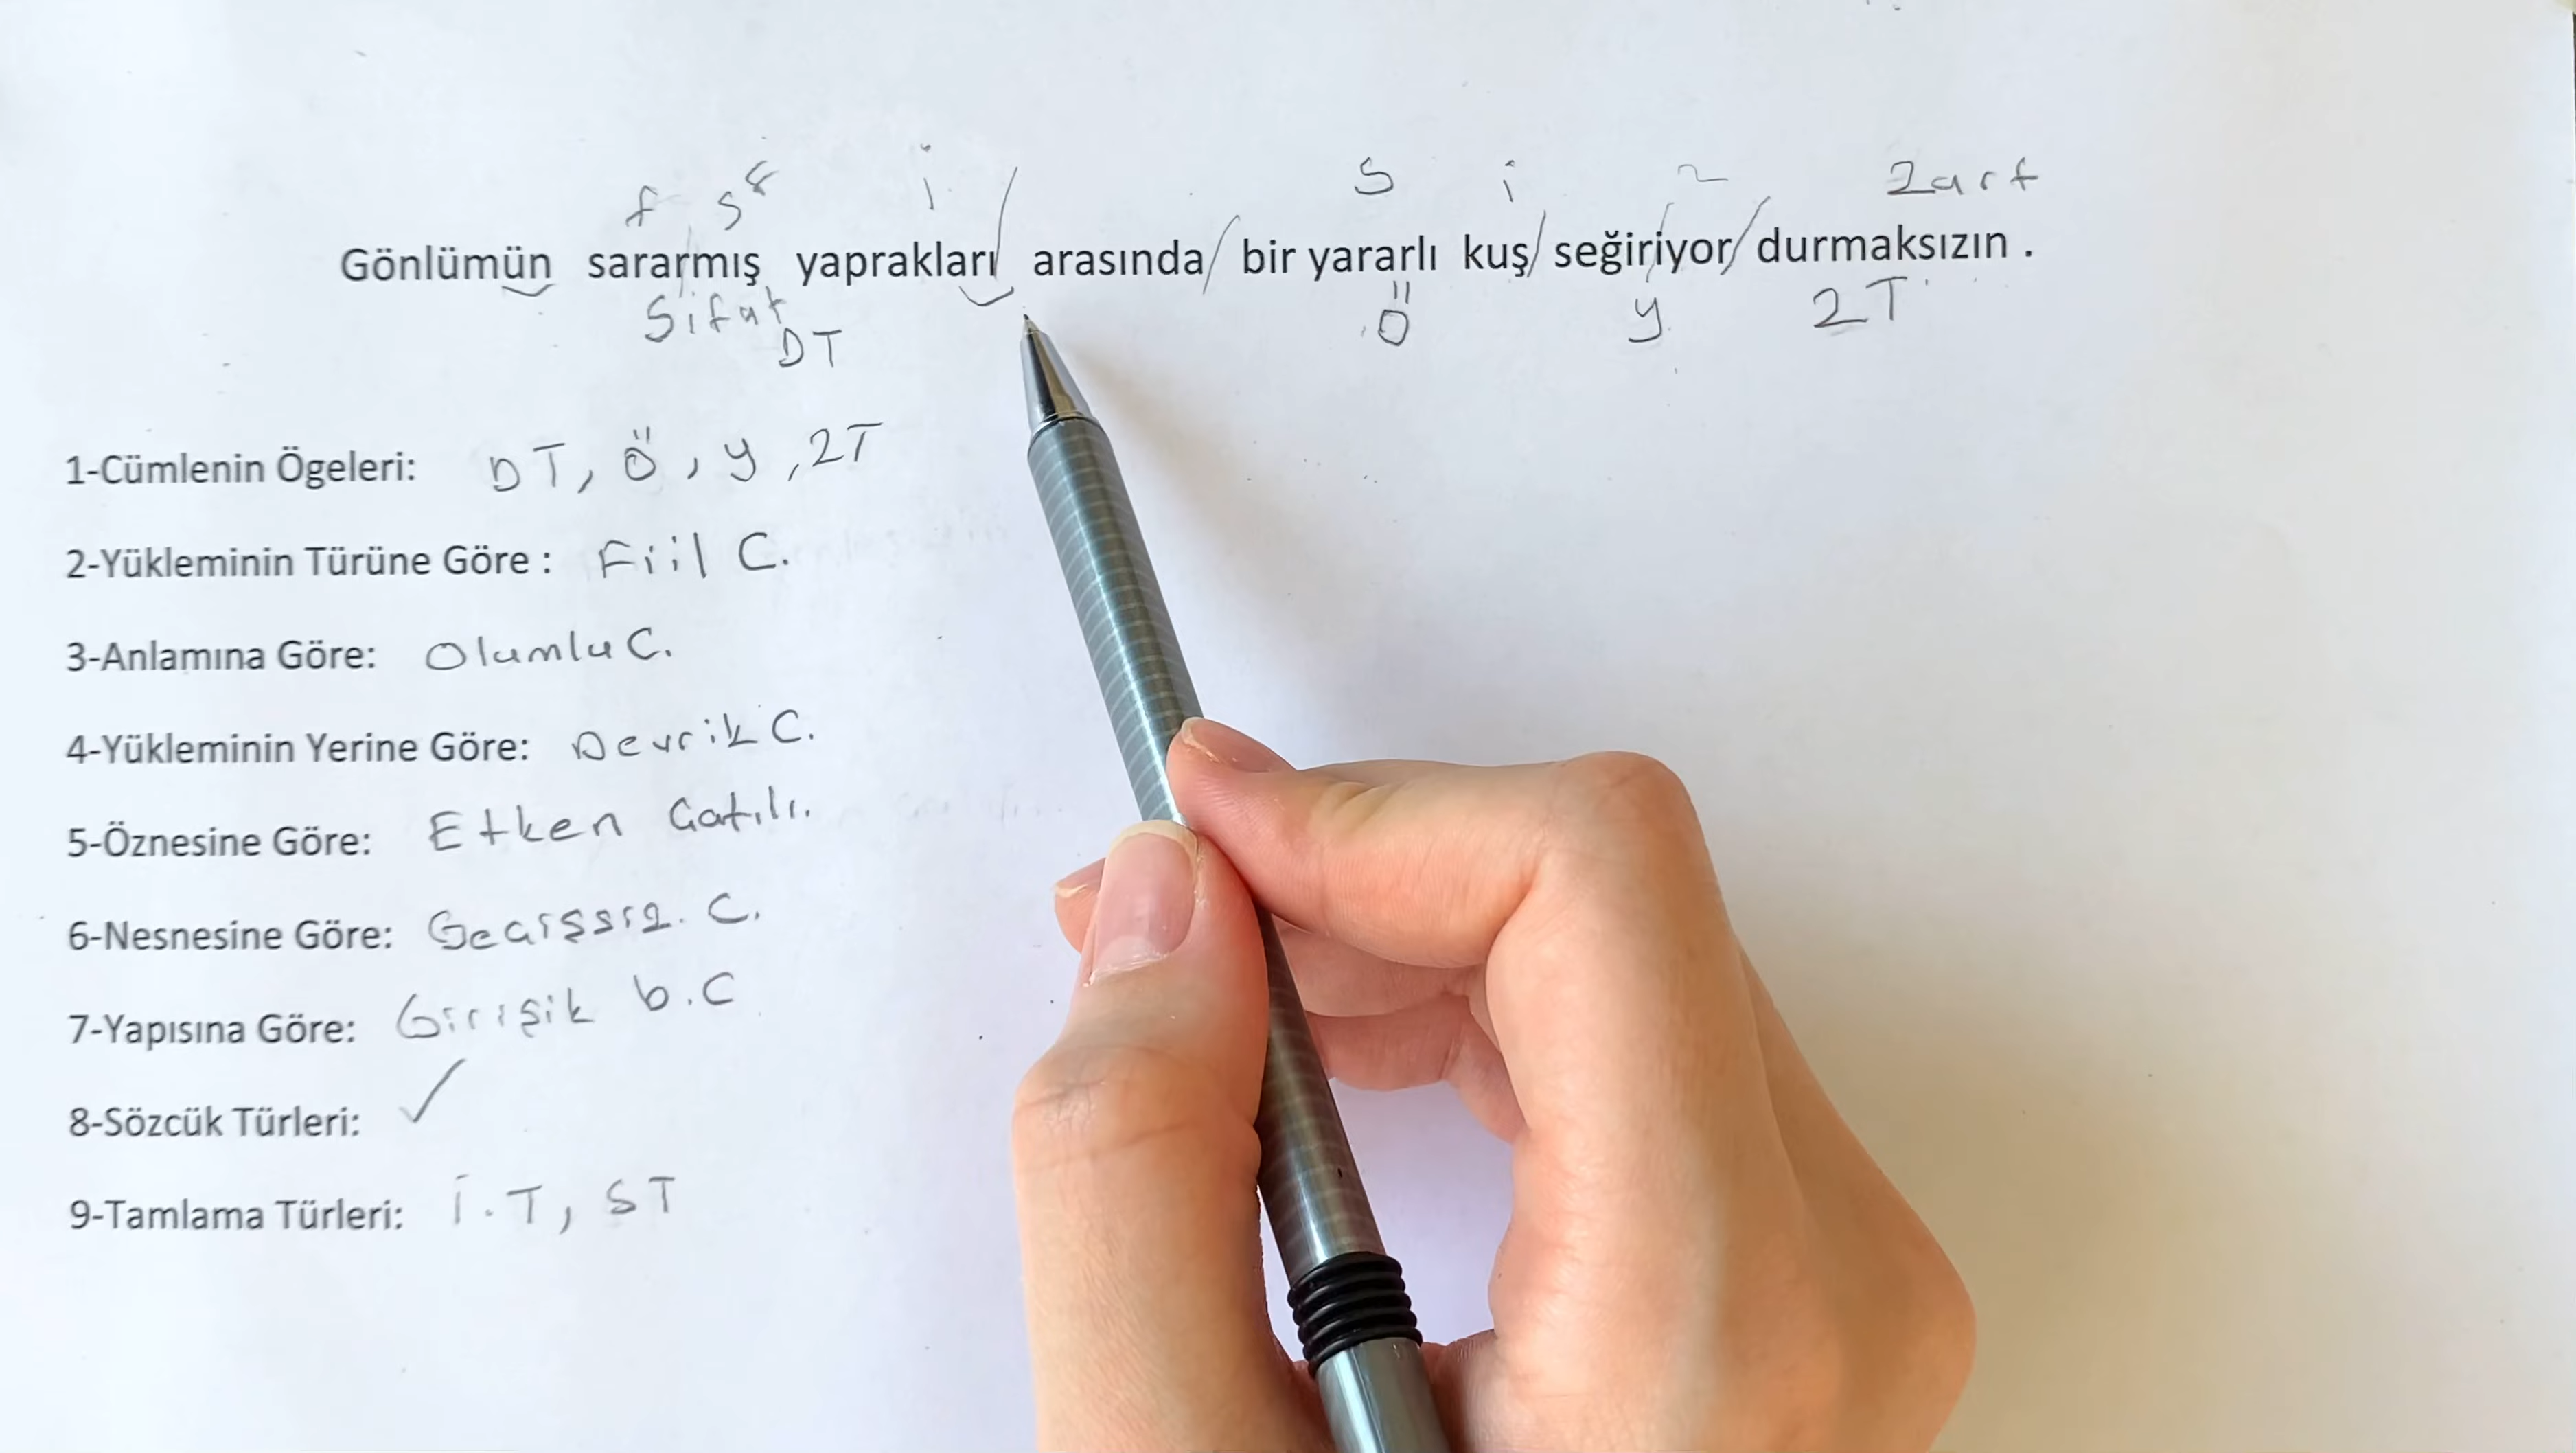 f sf i s i zarf
Gönlümün sararmış yaprakları / arasında / bir yararlı kuş / seğiriyor / durmaksızın .
Sifat
DT Ö y ZT
1-Cümlenin Ögeleri: DT, Ö, y, ZT
2-Yükleminin Türüne Göre : Fiil C.
3-Anlamına Göre: Olumlu C.
4-Yükleminin Yerine Göre: Devrik C.
5-Öznesine Göre: Etken Çatılı.
6-Nesnesine Göre: Geçişsiz. C.
7-Yapısına Göre: Girişik b.C
8-Sözcük Türleri: ✓
9-Tamlama Türleri: İ.T, ST